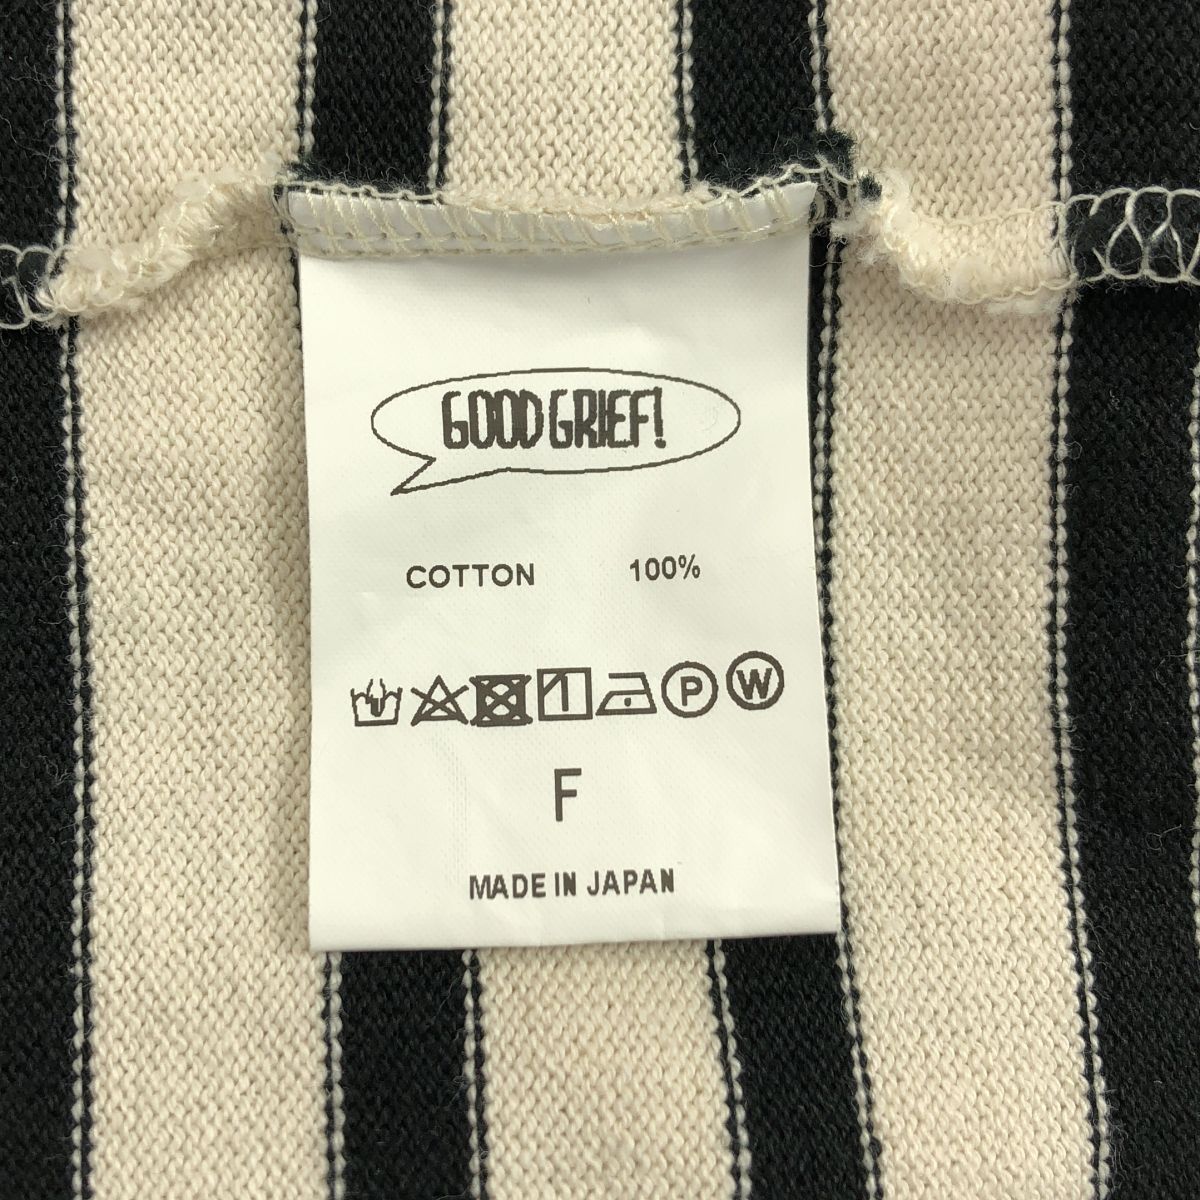 GOOD GRIEF!
COTTON 100%
P W
F
MADE IN JAPAN